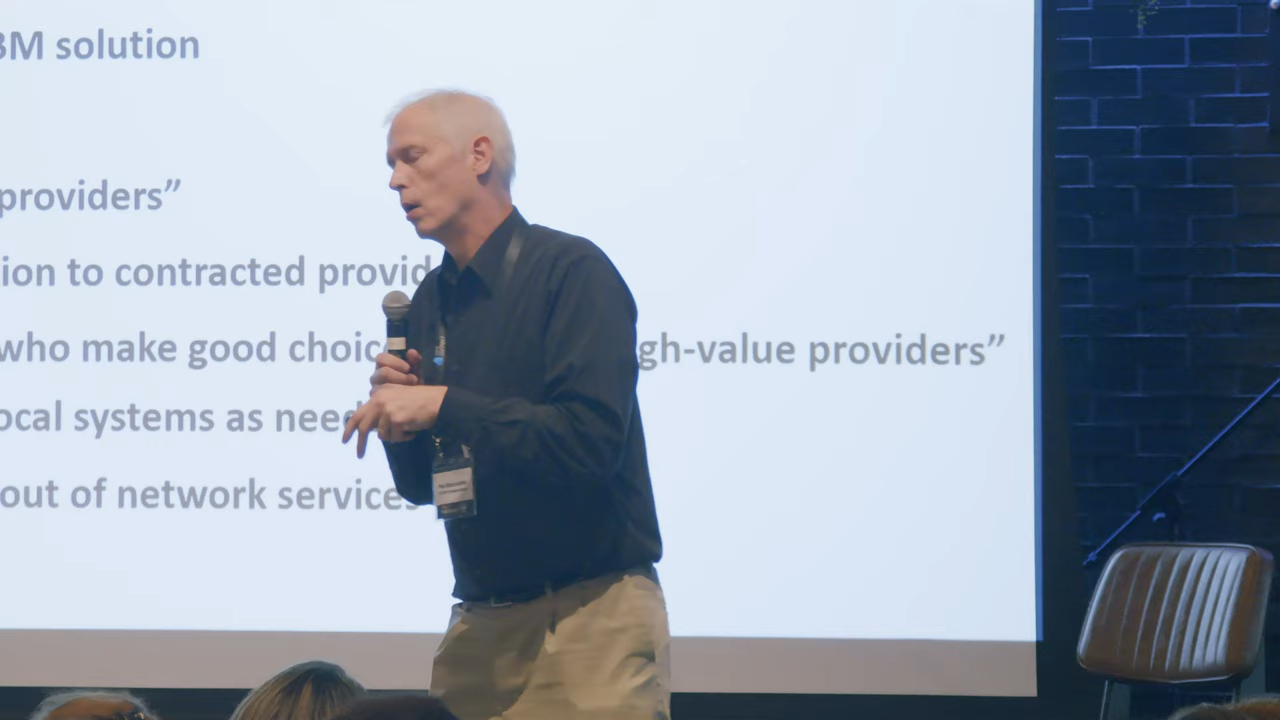 BM solution
providers”
ion to contracted provid
who make good choic gh-value providers”
ocal systems as need
out of network services